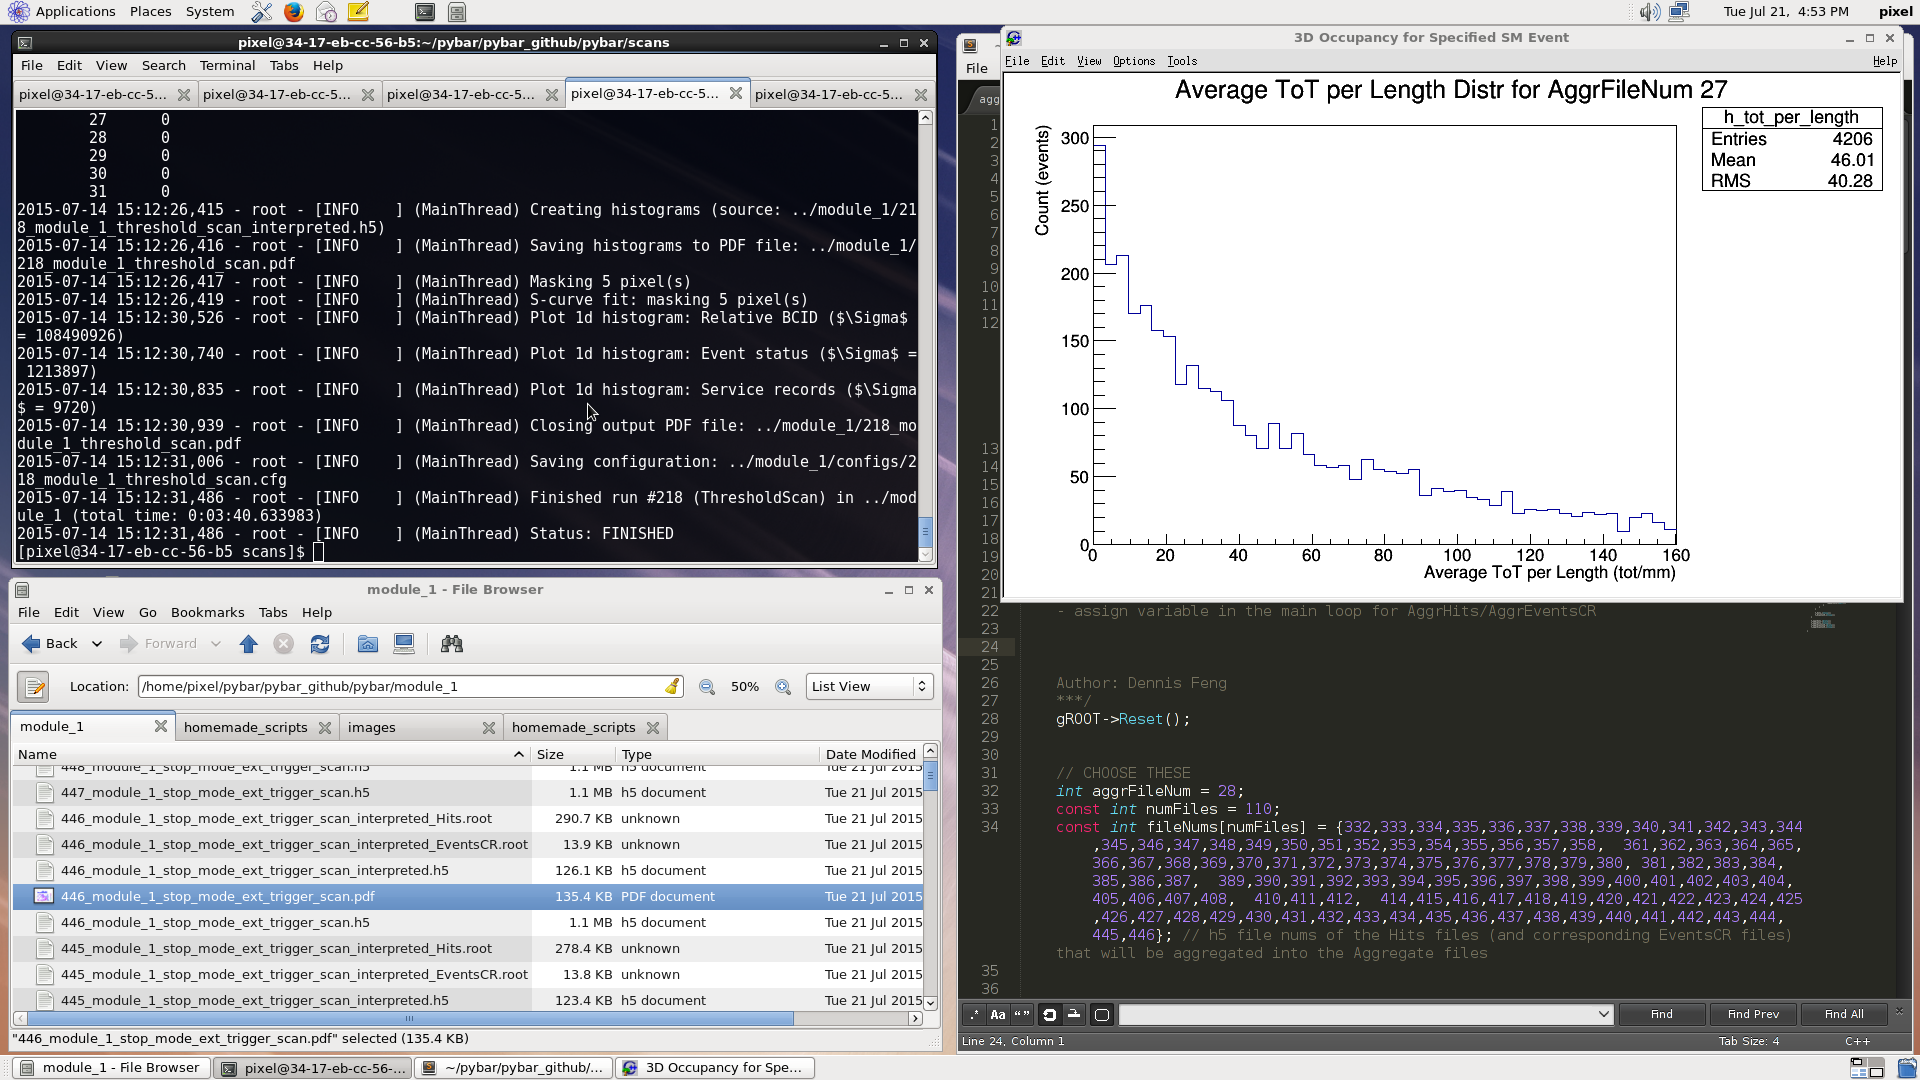 Applications Places System
Tue Jul 21, 4:53 PM pixel
pixel@34-17-eb-cc-56-b5:~/pybar/pybar_github/pybar/scans
File Edit View Search Terminal Tabs Help
pixel@34-17-eb-cc-5... pixel@34-17-eb-cc-5... pixel@34-17-eb-cc-5... pixel@34-17-eb-cc-5... pixel@34-17-eb-cc-5...
27 0
28 0
29 0
30 0
31 0
2015-07-14 15:12:26,415 - root - [INFO    ] (MainThread) Creating histograms (source: ../module_1/21
8_module_1_threshold_scan_interpreted.h5)
2015-07-14 15:12:26,416 - root - [INFO    ] (MainThread) Saving histograms to PDF file: ../module_1/
218_module_1_threshold_scan.pdf
2015-07-14 15:12:26,417 - root - [INFO    ] (MainThread) Masking 5 pixel(s)
2015-07-14 15:12:26,419 - root - [INFO    ] (MainThread) S-curve fit: masking 5 pixel(s)
2015-07-14 15:12:30,526 - root - [INFO    ] (MainThread) Plot 1d histogram: Relative BCID ($\Sigma$
= 108490926)
2015-07-14 15:12:30,740 - root - [INFO    ] (MainThread) Plot 1d histogram: Event status ($\Sigma$ =
1213897)
2015-07-14 15:12:30,835 - root - [INFO    ] (MainThread) Plot 1d histogram: Service records ($\Sigma
$ = 9720)
2015-07-14 15:12:30,939 - root - [INFO    ] (MainThread) Closing output PDF file: ../module_1/218_mo
dule_1_threshold_scan.pdf
2015-07-14 15:12:31,006 - root - [INFO    ] (MainThread) Saving configuration: ../module_1/configs/2
18_module_1_threshold_scan.cfg
2015-07-14 15:12:31,486 - root - [INFO    ] (MainThread) Finished run #218 (ThresholdScan) in ../mod
ule_1 (total time: 0:03:40.633983)
2015-07-14 15:12:31,486 - root - [INFO    ] (MainThread) Status: FINISHED
[pixel@34-17-eb-cc-56-b5 scans]$
module_1 - File Browser
File Edit View Go Bookmarks Tabs Help
Back Forward
Location: /home/pixel/pybar/pybar_github/pybar/module_1 50% List View
module_1 homemade_scripts images homemade_scripts
Name Size Type Date Modified
448_module_1_stop_mode_ext_trigger_scan.h5 1.1 MB h5 document Tue 21 Jul 2015
447_module_1_stop_mode_ext_trigger_scan.h5 1.1 MB h5 document Tue 21 Jul 2015
446_module_1_stop_mode_ext_trigger_scan_interpreted_Hits.root 290.7 KB unknown Tue 21 Jul 2015
446_module_1_stop_mode_ext_trigger_scan_interpreted_EventsCR.root 13.9 KB unknown Tue 21 Jul 2015
446_module_1_stop_mode_ext_trigger_scan_interpreted.h5 126.1 KB h5 document Tue 21 Jul 2015
446_module_1_stop_mode_ext_trigger_scan.pdf 135.4 KB PDF document Tue 21 Jul 2015
446_module_1_stop_mode_ext_trigger_scan.h5 1.1 MB h5 document Tue 21 Jul 2015
445_module_1_stop_mode_ext_trigger_scan_interpreted_Hits.root 278.4 KB unknown Tue 21 Jul 2015
445_module_1_stop_mode_ext_trigger_scan_interpreted_EventsCR.root 13.8 KB unknown Tue 21 Jul 2015
445_module_1_stop_mode_ext_trigger_scan_interpreted.h5 123.4 KB h5 document Tue 21 Jul 2015
"446_module_1_stop_mode_ext_trigger_scan.pdf" selected (135.4 KB)
File
agg
3D Occupancy for Specified SM Event
File Edit View Options Tools Help
Average ToT per Length Distr for AggrFileNum 27
h_tot_per_length
Entries 4206
Mean 46.01
RMS 40.28
Count (events)
300
250
200
150
100
50
0
0 20 40 60 80 100 120 140 160
Average ToT per Length (tot/mm)
1
2
3
4
5
6
7
8
9
10
11
12
13
14
15
16
17
18
19
20
21
22 - assign variable in the main loop for AggrHits/AggrEventsCR
23
24
25
26 Author: Dennis Feng
27 ***/
28 gROOT->Reset();
29
30
31 // CHOOSE THESE
32 int aggrFileNum = 28;
33 const int numFiles = 110;
34 const int fileNums[numFiles] = {332,333,334,335,336,337,338,339,340,341,342,343,344
,345,346,347,348,349,350,351,352,353,354,355,356,357,358,  361,362,363,364,365,
366,367,368,369,370,371,372,373,374,375,376,377,378,379,380, 381,382,383,384,
385,386,387,  389,390,391,392,393,394,395,396,397,398,399,400,401,402,403,404,
405,406,407,408,  410,411,412,  414,415,416,417,418,419,420,421,422,423,424,425
,426,427,428,429,430,431,432,433,434,435,436,437,438,439,440,441,442,443,444,
445,446}; // h5 file nums of the Hits files (and corresponding EventsCR files)
that will be aggregated into the Aggregate files
35
36
.* Aa “” Find Find Prev Find All
Line 24, Column 1 Tab Size: 4 C++
module_1 - File Browser pixel@34-17-eb-cc-56-... ~/pybar/pybar_github/... 3D Occupancy for Spe...